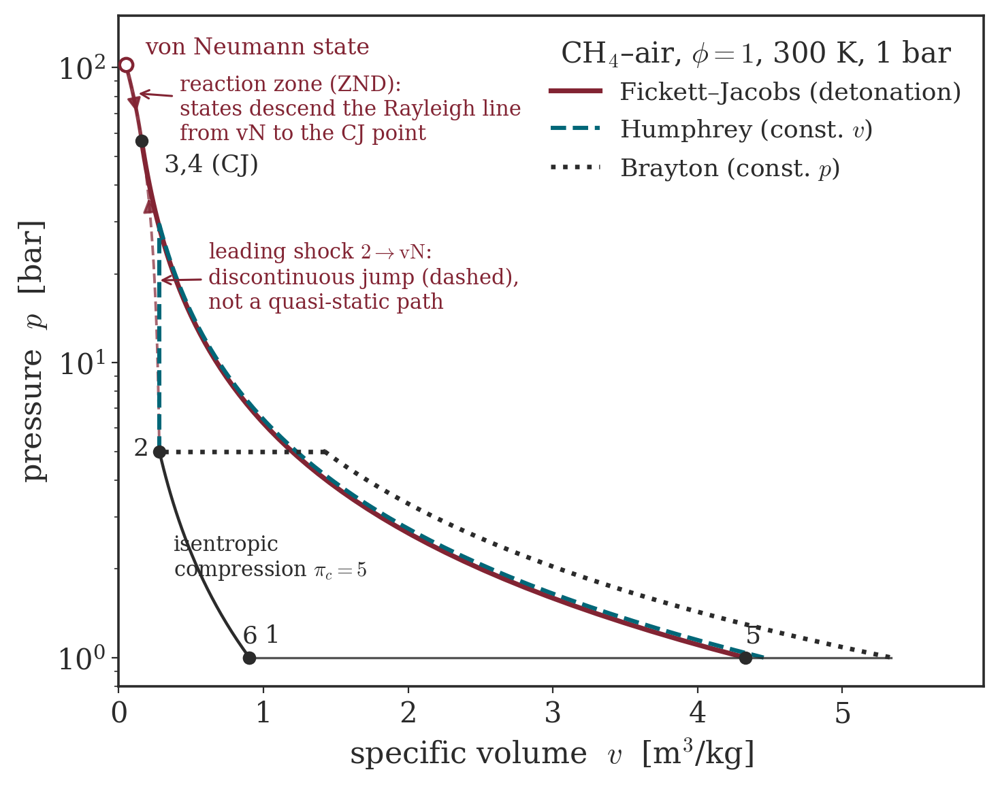 von Neumann state
reaction zone (ZND):
states descend the Rayleigh line
from vN to the CJ point
3,4 (CJ)
CH₄–air, ϕ = 1, 300 K, 1 bar
Fickett–Jacobs (detonation)
Humphrey (const. v)
Brayton (const. p)
leading shock 2 → vN:
discontinuous jump (dashed),
not a quasi-static path
2
isentropic
compression π_c = 5
6 1
5
10²
10¹
10⁰
pressure p [bar]
0 1 2 3 4 5
specific volume v [m³/kg]